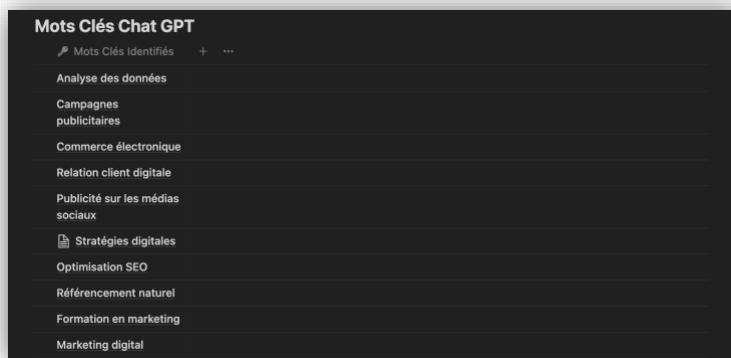 Mots Clés Chat GPT
Mots Clés Identifiés
Analyse des données
Campagnes
publicitaires
Commerce électronique
Relation client digitale
Publicité sur les médias
sociaux
Stratégies digitales
Optimisation SEO
Référencement naturel
Formation en marketing
Marketing digital